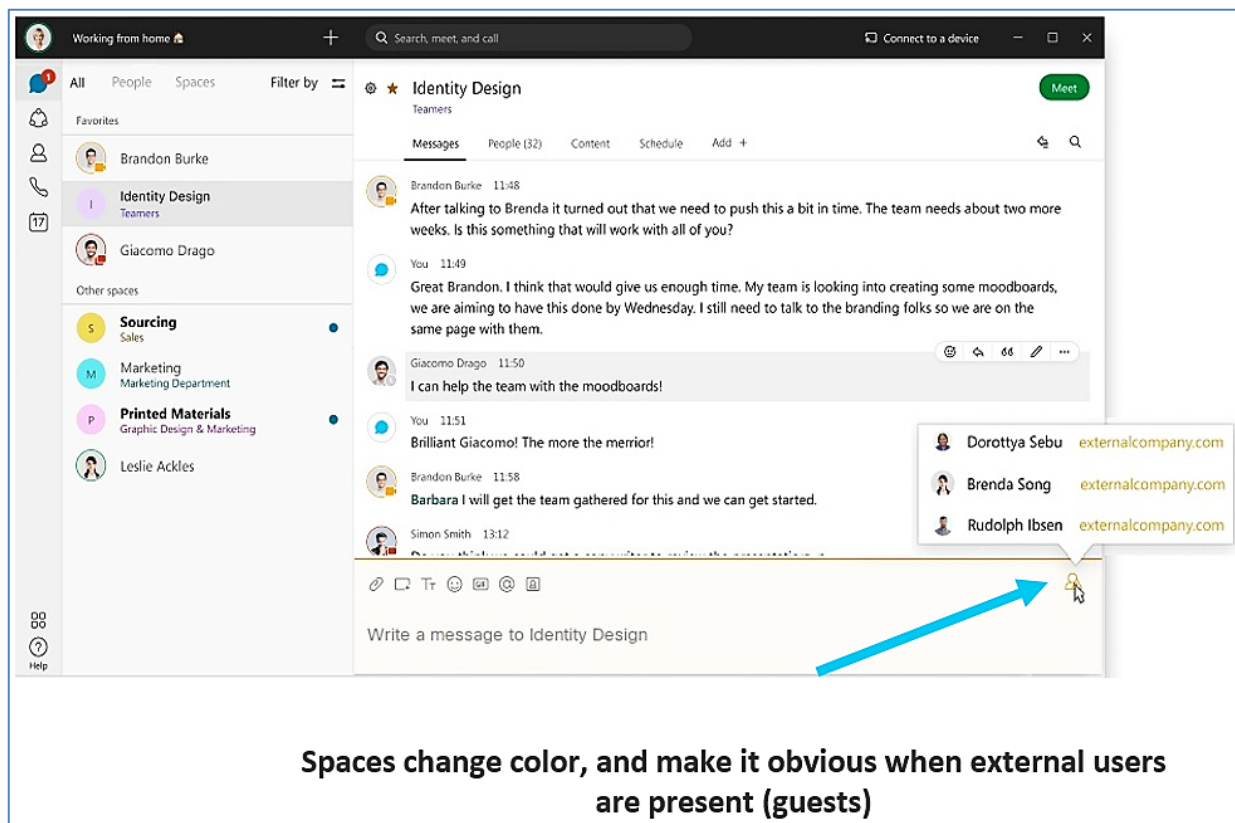 Working from home
Search, meet, and call
Connect to a device
1
All People Spaces Filter by
Favorites
Brandon Burke
I
Identity Design
Teamers
Giacomo Drago
Other spaces
S
Sourcing
Sales
M
Marketing
Marketing Department
P
Printed Materials
Graphic Design & Marketing
Leslie Ackles
17
Help
Identity Design
Teamers
Meet
Messages People (32) Content Schedule Add +
Brandon Burke 11:48
After talking to Brenda it turned out that we need to push this a bit in time. The team needs about two more
weeks. Is this something that will work with all of you?
You 11:49
Great Brandon. I think that would give us enough time. My team is looking into creating some moodboards,
we are aiming to have this done by Wednesday. I still need to talk to the branding folks so we are on the
same page with them.
Giacomo Drago 11:50
I can help the team with the moodboards!
You 11:51
Brilliant Giacomo! The more the merrior!
Brandon Burke 11:58
Barbara I will get the team gathered for this and we can get started.
Simon Smith 13:12
Dorottya Sebu externalcompany.com
Brenda Song externalcompany.com
Rudolph Ibsen externalcompany.com
Tт GIF @
Write a message to Identity Design
Spaces change color, and make it obvious when external users
are present (guests)